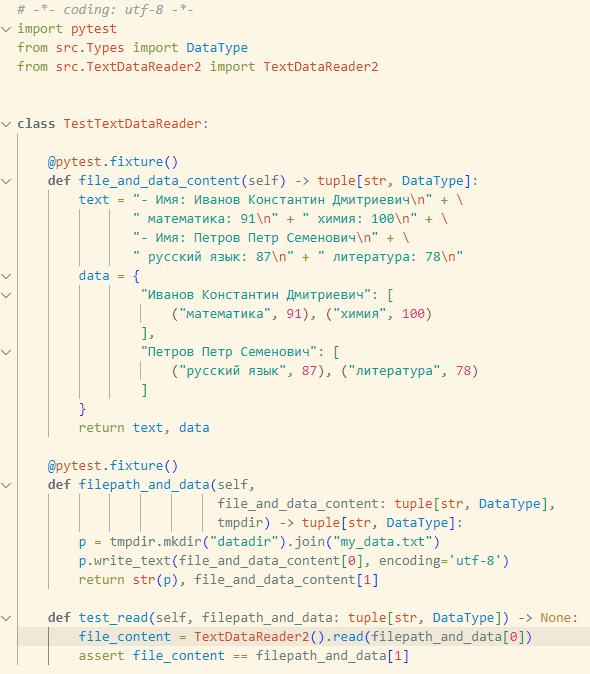 # -*- coding: utf-8 -*-
import pytest
from src.Types import DataType
from src.TextDataReader2 import TextDataReader2
class TestTextDataReader:
@pytest.fixture()
def file_and_data_content(self) -> tuple[str, DataType]:
text = "- Имя: Иванов Константин Дмитриевич\n" + \
" математика: 91\n" + " химия: 100\n" + \
"- Имя: Петров Петр Семенович\n" + \
" русский язык: 87\n" + " литература: 78\n"
data = {
"Иванов Константин Дмитриевич": [
("математика", 91), ("химия", 100)
],
"Петров Петр Семенович": [
("русский язык", 87), ("литература", 78)
]
}
return text, data
@pytest.fixture()
def filepath_and_data(self,
file_and_data_content: tuple[str, DataType],
tmpdir) -> tuple[str, DataType]:
p = tmpdir.mkdir("datadir").join("my_data.txt")
p.write_text(file_and_data_content[0], encoding='utf-8')
return str(p), file_and_data_content[1]
def test_read(self, filepath_and_data: tuple[str, DataType]) -> None:
file_content = TextDataReader2().read(filepath_and_data[0])
assert file_content == filepath_and_data[1]